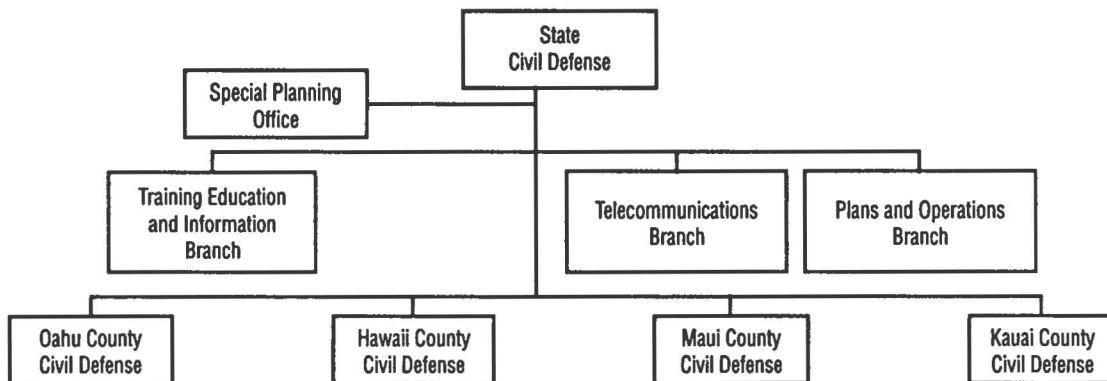 State
Civil Defense
Special Planning
Office
Training Education
and Information
Branch
Telecommunications
Branch
Plans and Operations
Branch
Oahu County
Civil Defense
Hawaii County
Civil Defense
Maui County
Civil Defense
Kauai County
Civil Defense